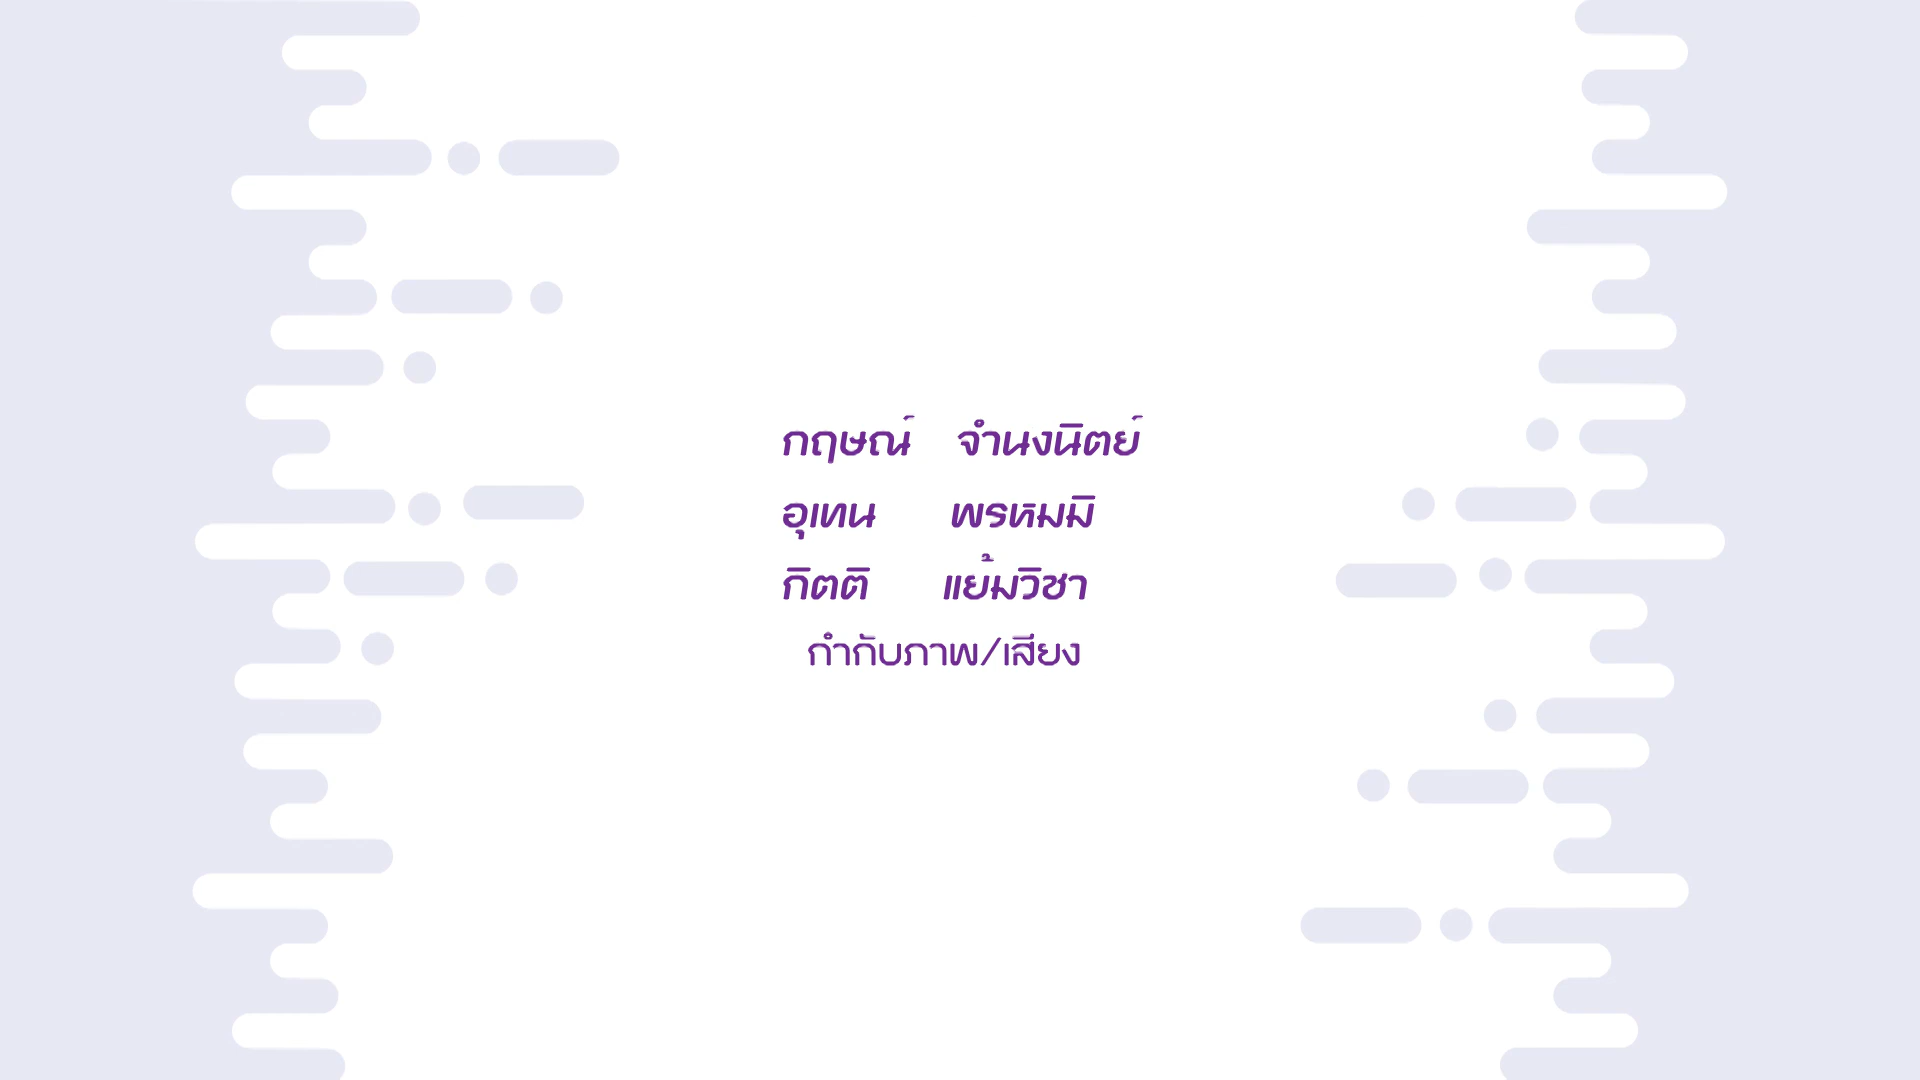 กฤษณ์ จำนงนิตย์
อุเทน พรหมมิ
กิตติ แย้มวิชา
กำกับภาพ/เสียง